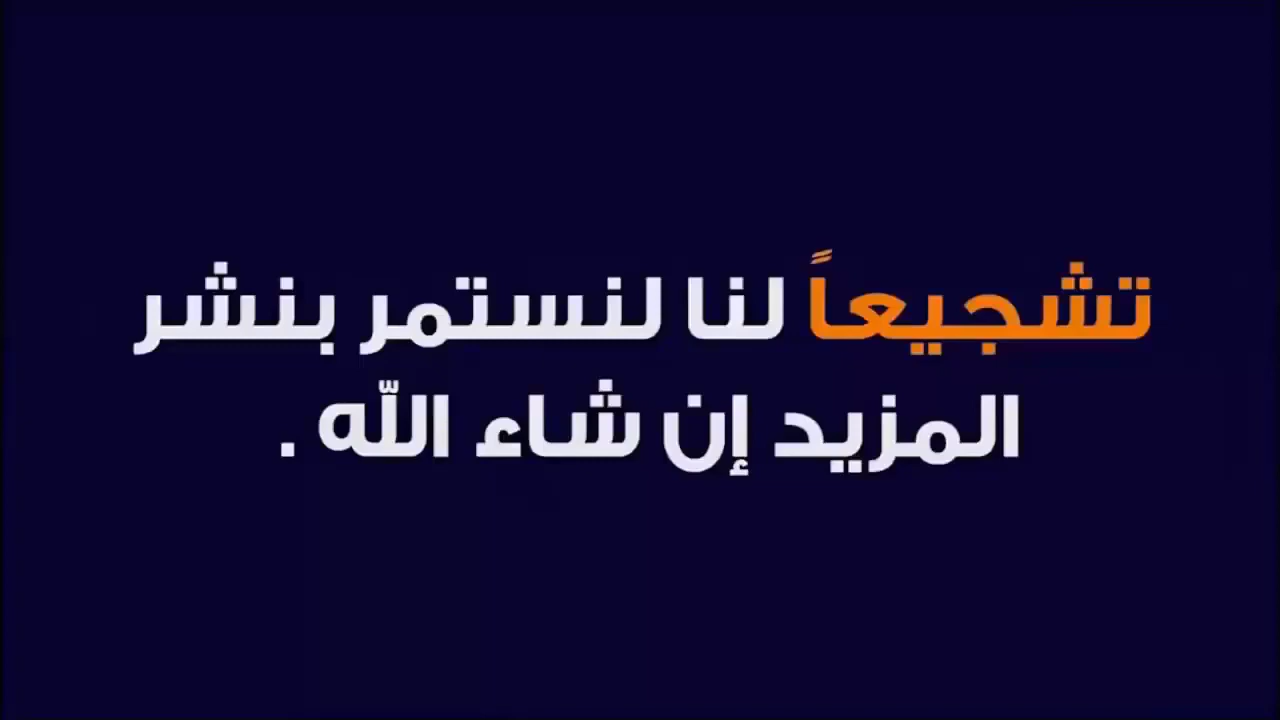 تشجيعاً لنا لنستمر بنشر
المزيد إن شاء الله .